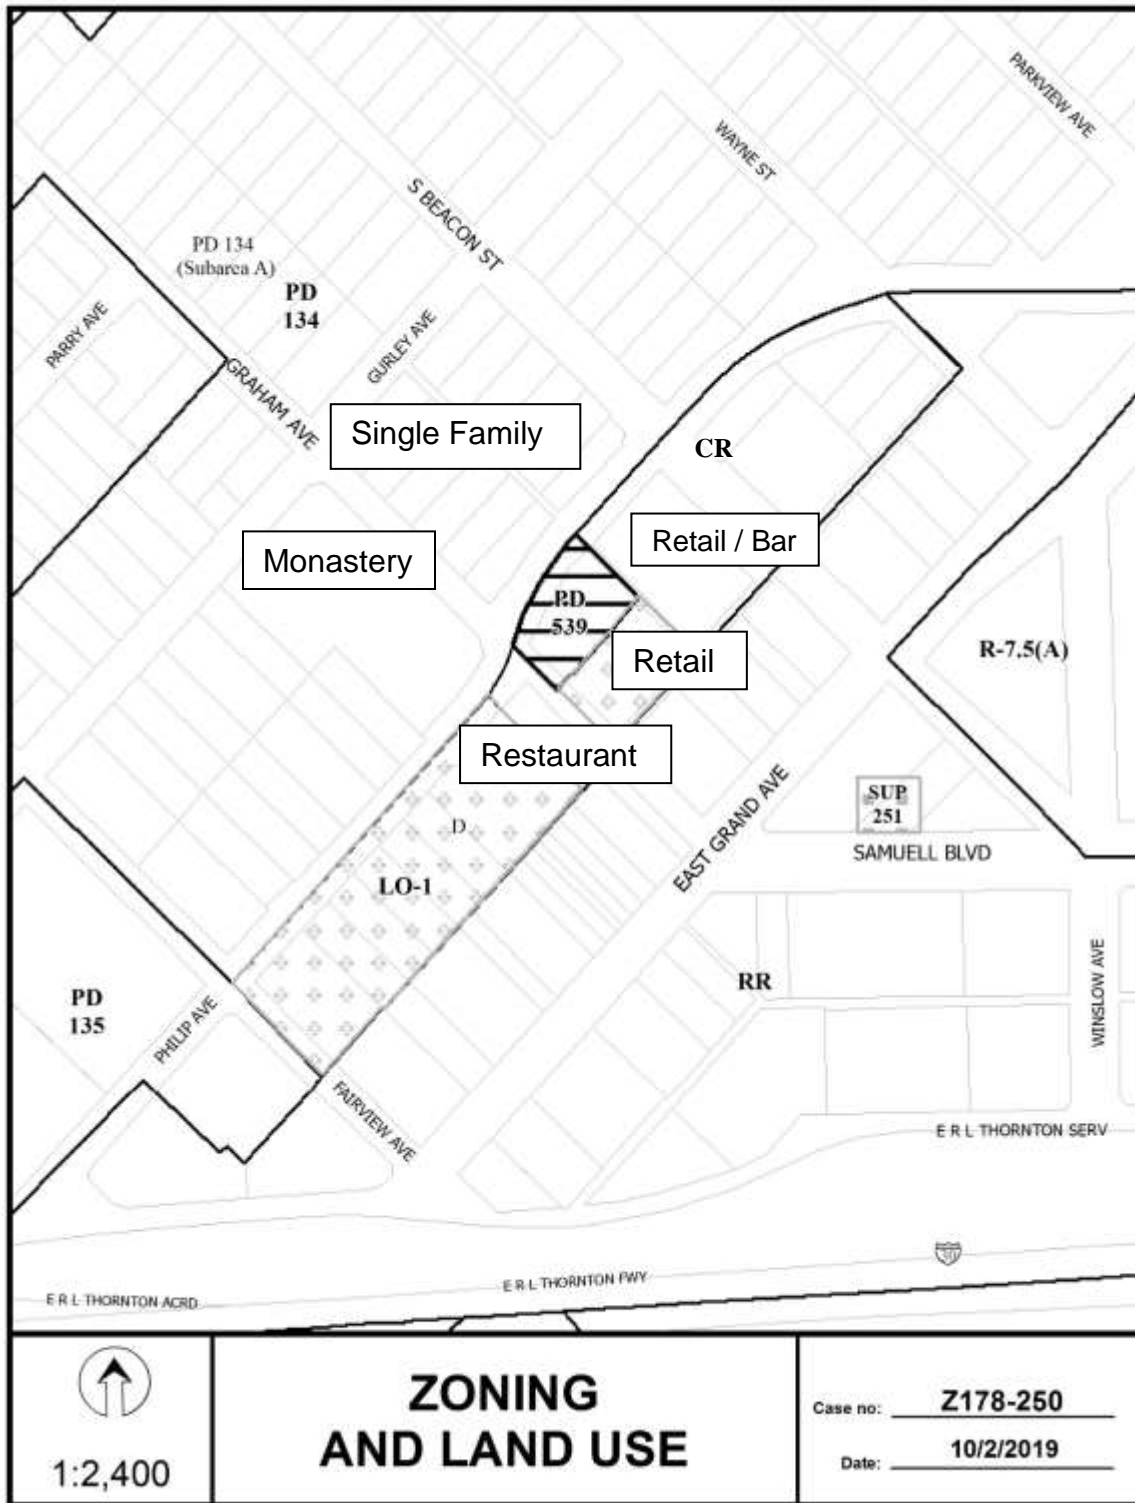 PARKVIEW AVE
WAYNE ST
S BEACON ST
PD 134
(Subarea A)
PD
134
PARRY AVE
GURLEY AVE
GRAHAM AVE
Single Family
CR
Retail / Bar
Monastery
PD
539
Retail
R-7.5(A)
Restaurant
EAST GRAND AVE
SUP
251
SAMUELL BLVD
D
LO-1
RR
WINSLOW AVE
PD
135
PHILIP AVE
FAIRVIEW AVE
E R L THORNTON SERV
30
E R L THORNTON FWY
E R L THORNTON ACRD
1:2,400
ZONING
AND LAND USE
Case no: Z178-250
Date: 10/2/2019